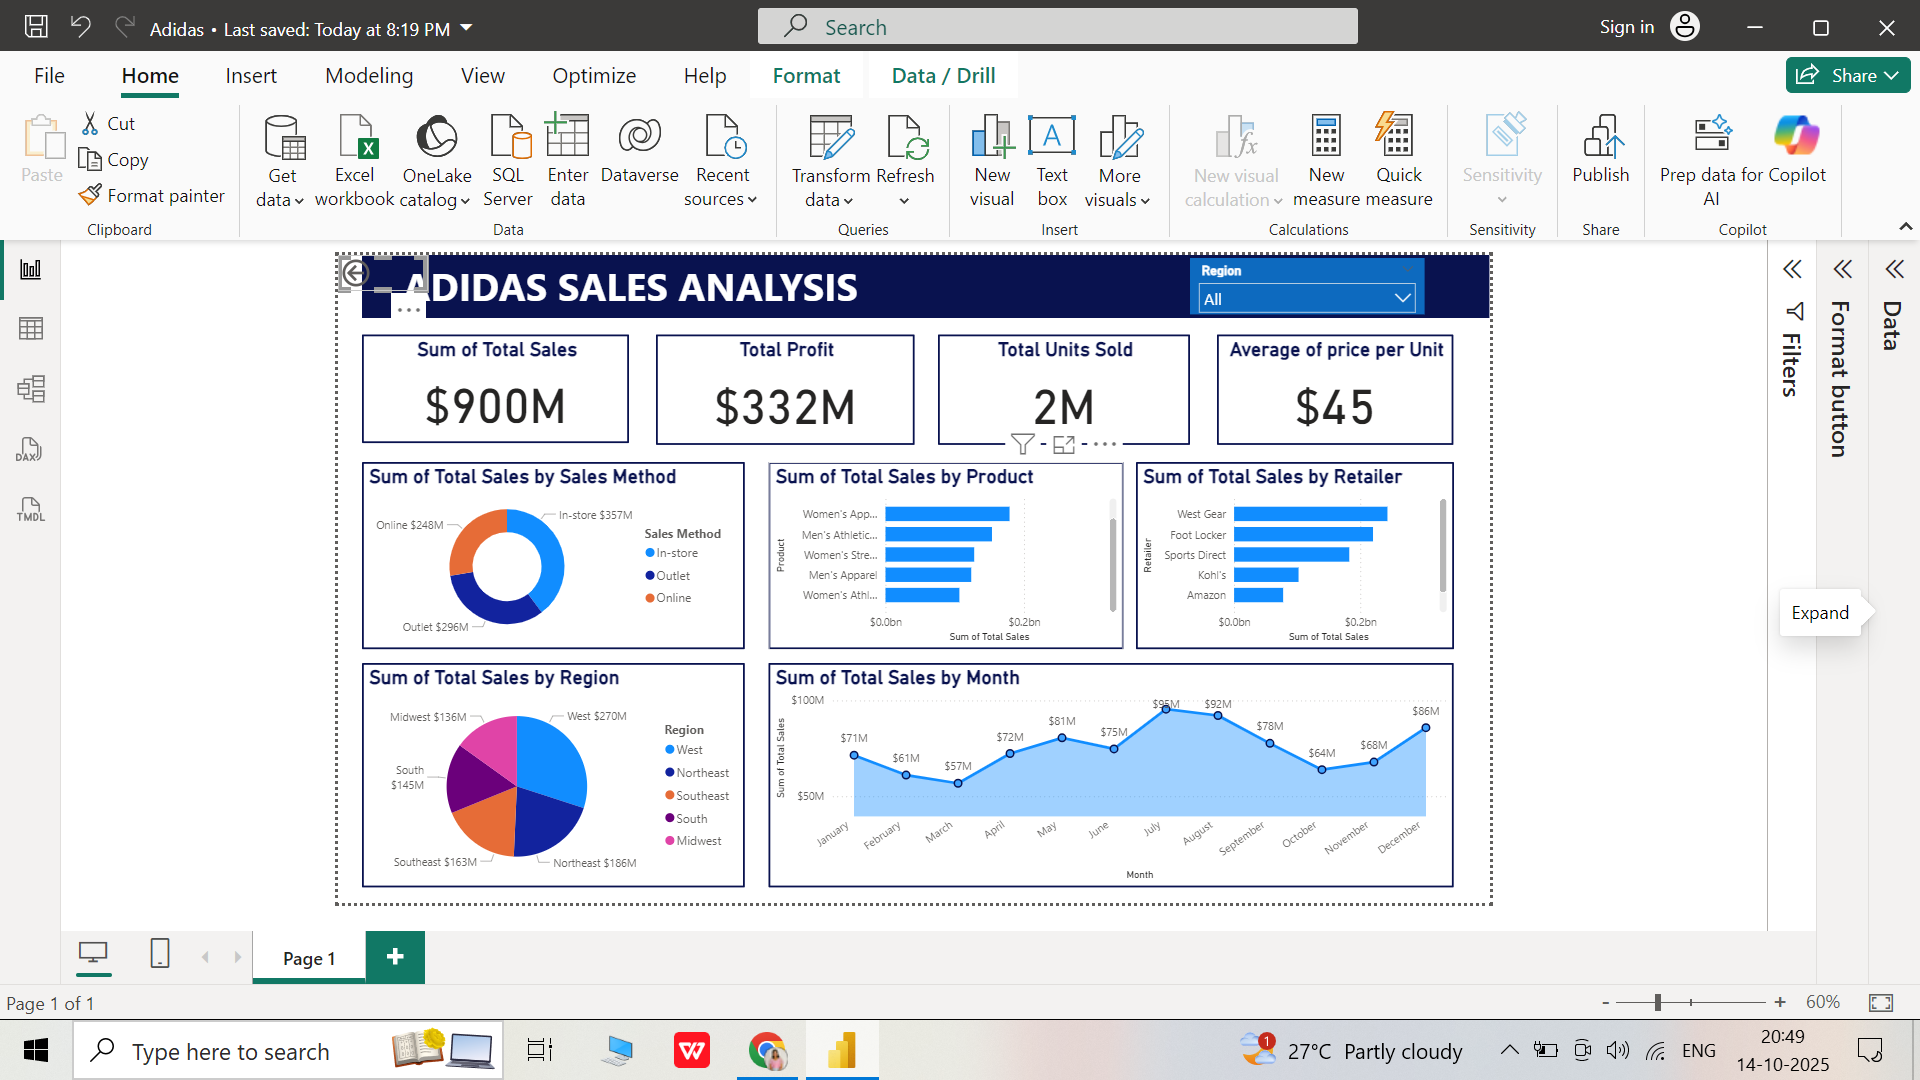 Adidas • Last saved: Today at 8:19 PM
Search
Sign in
File Home Insert Modeling View Optimize Help Format Data / Drill
Share
Paste
Cut
Copy
Format painter
Clipboard
Get data
Excel workbook
OneLake catalog
SQL Server
Enter data
Dataverse
Recent sources
Data
Transform data
Refresh
Queries
New visual
Text box
More visuals
Insert
New visual calculation
New measure
Quick measure
Calculations
Sensitivity
Sensitivity
Publish
Share
Prep data for AI
Copilot
Copilot
DAX
TMDL
ADIDAS SALES ANALYSIS
Region
All
Sum of Total Sales
$900M
Total Profit
$332M
Total Units Sold
2M
Average of price per Unit
$45
Sum of Total Sales by Sales Method
Online $248M
In-store $357M
Outlet $296M
Sales Method
In-store
Outlet
Online
Sum of Total Sales by Product
Product
Women's App...
Men's Athletic...
Women's Stre...
Men's Apparel
Women's Athl...
$0.0bn $0.2bn
Sum of Total Sales
Sum of Total Sales by Retailer
Retailer
West Gear
Foot Locker
Sports Direct
Kohl's
Amazon
$0.0bn $0.2bn
Sum of Total Sales
Sum of Total Sales by Region
Midwest $136M
West $270M
South $145M
Southeast $163M
Northeast $186M
Region
West
Northeast
Southeast
South
Midwest
Sum of Total Sales by Month
Sum of Total Sales
$100M
$50M
$71M $61M $57M $72M $81M $75M $95M $92M $78M $64M $68M $86M
January February March April May June July August September October November December
Month
Filters
Format button
Data
Expand
Page 1
Page 1 of 1
- + 60%
Type here to search
1
27°C Partly cloudy
ENG
20:49
14-10-2025